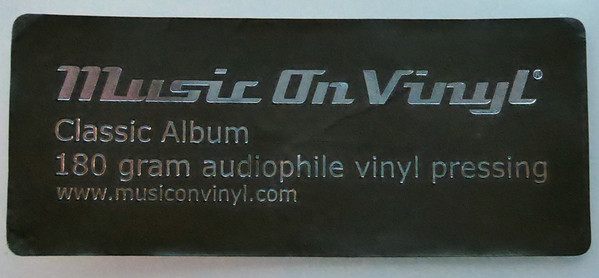 Music On Vinyl®
Classic Album
180 gram audiophile vinyl pressing
www.musiconvinyl.com